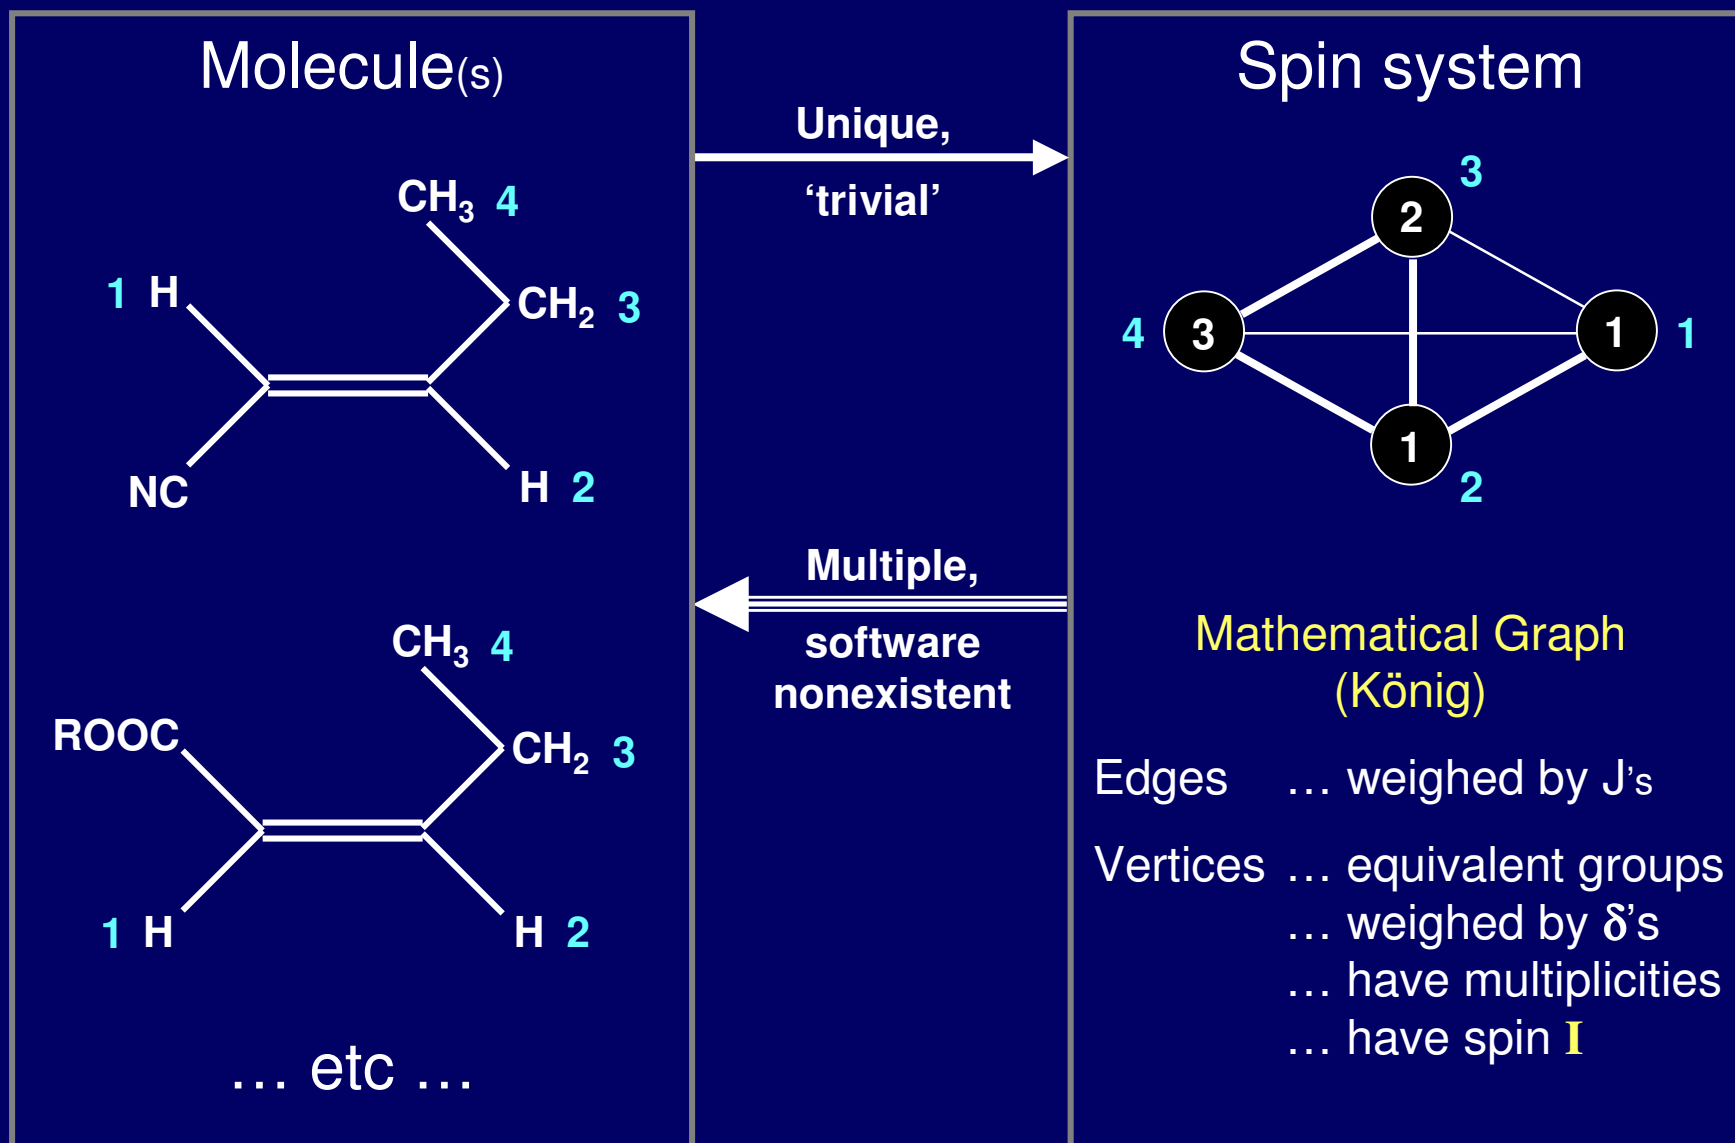 Molecule(s)
CH3 4
1 H
CH2 3
NC
H 2
CH3 4
ROOC
CH2 3
1 H
H 2
… etc …
Unique,
‘trivial’
Multiple,
software
nonexistent
Spin system
3
2
4 3
1 1
1
2
Mathematical Graph
(König)
Edges … weighed by J’s
Vertices … equivalent groups
… weighed by δ’s
… have multiplicities
… have spin I